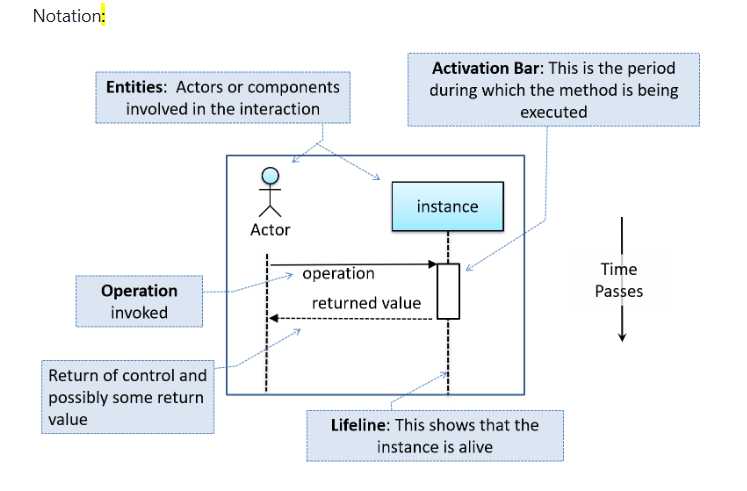 Notation:
Entities: Actors or components
involved in the interaction
Activation Bar: This is the period
during which the method is being
executed
Actor
instance
operation
returned value
Operation
invoked
Time
Passes
Return of control and
possibly some return
value
Lifeline: This shows that the
instance is alive